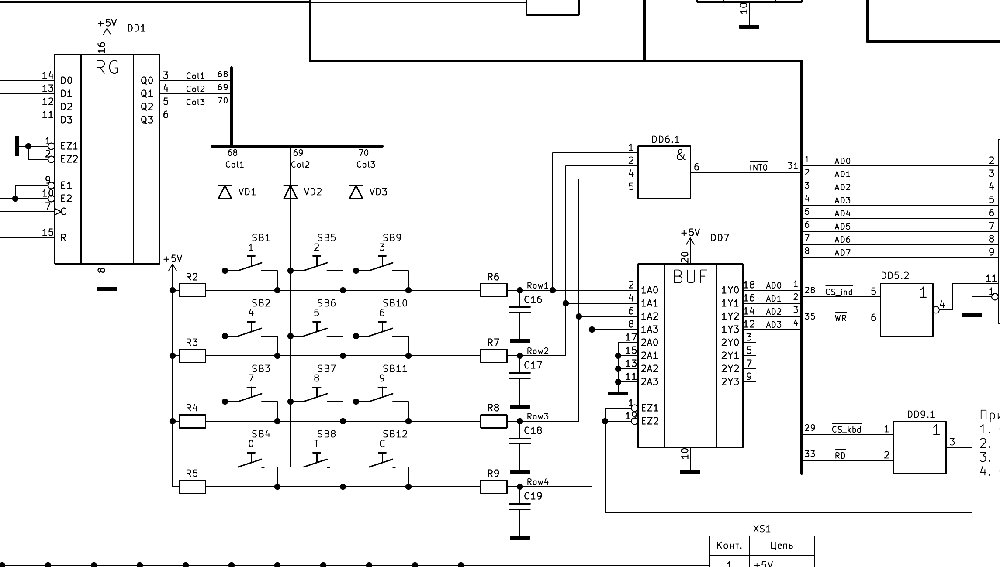 +5V
DD1
16
RG
14 D0 Q0 3 Col1 68
13 D1 Q1 4 Col2 69
12 D2 Q2 5 Col3 70
11 D3 Q3 6
1 EZ1
2 EZ2
9 E1
10 E2
7 C
15 R
8
10
68 69 70
Col1 Col2 Col3
VD1 VD2 VD3
DD6.1
&
1
2
4
5
6 INT0 31
1 AD0 2
2 AD1 3
3 AD2 4
4 AD3 5
5 AD4 6
6 AD5 7
7 AD6 8
8 AD7 9
+5V
SB1 SB5 SB9
1 2 3
R2 R6 Row1
C16
SB2 SB6 SB10
4 5 6
R3 R7 Row2
C17
SB3 SB7 SB11
7 8 9
R4 R8 Row3
C18
SB4 SB8 SB12
0 T C
R5 R9 Row4
C19
+5V
DD7
20
BUF
2 1A0 1Y0 18 AD0 1
4 1A1 1Y1 16 AD1 2
6 1A2 1Y2 14 AD2 3
8 1A3 1Y3 12 AD3 4
17 2A0 2Y0 3
15 2A1 2Y1 5
13 2A2 2Y2 7
11 2A3 2Y3 9
1 EZ1
19 EZ2
10
DD5.2
28 CS_ind 5 1
35 WR 6
4
11
1
DD9.1
29 CS_kbd 1 1
33 RD 2
3
При
1.
2.
3.
4.
XS1
Конт. Цепь
1 +5V